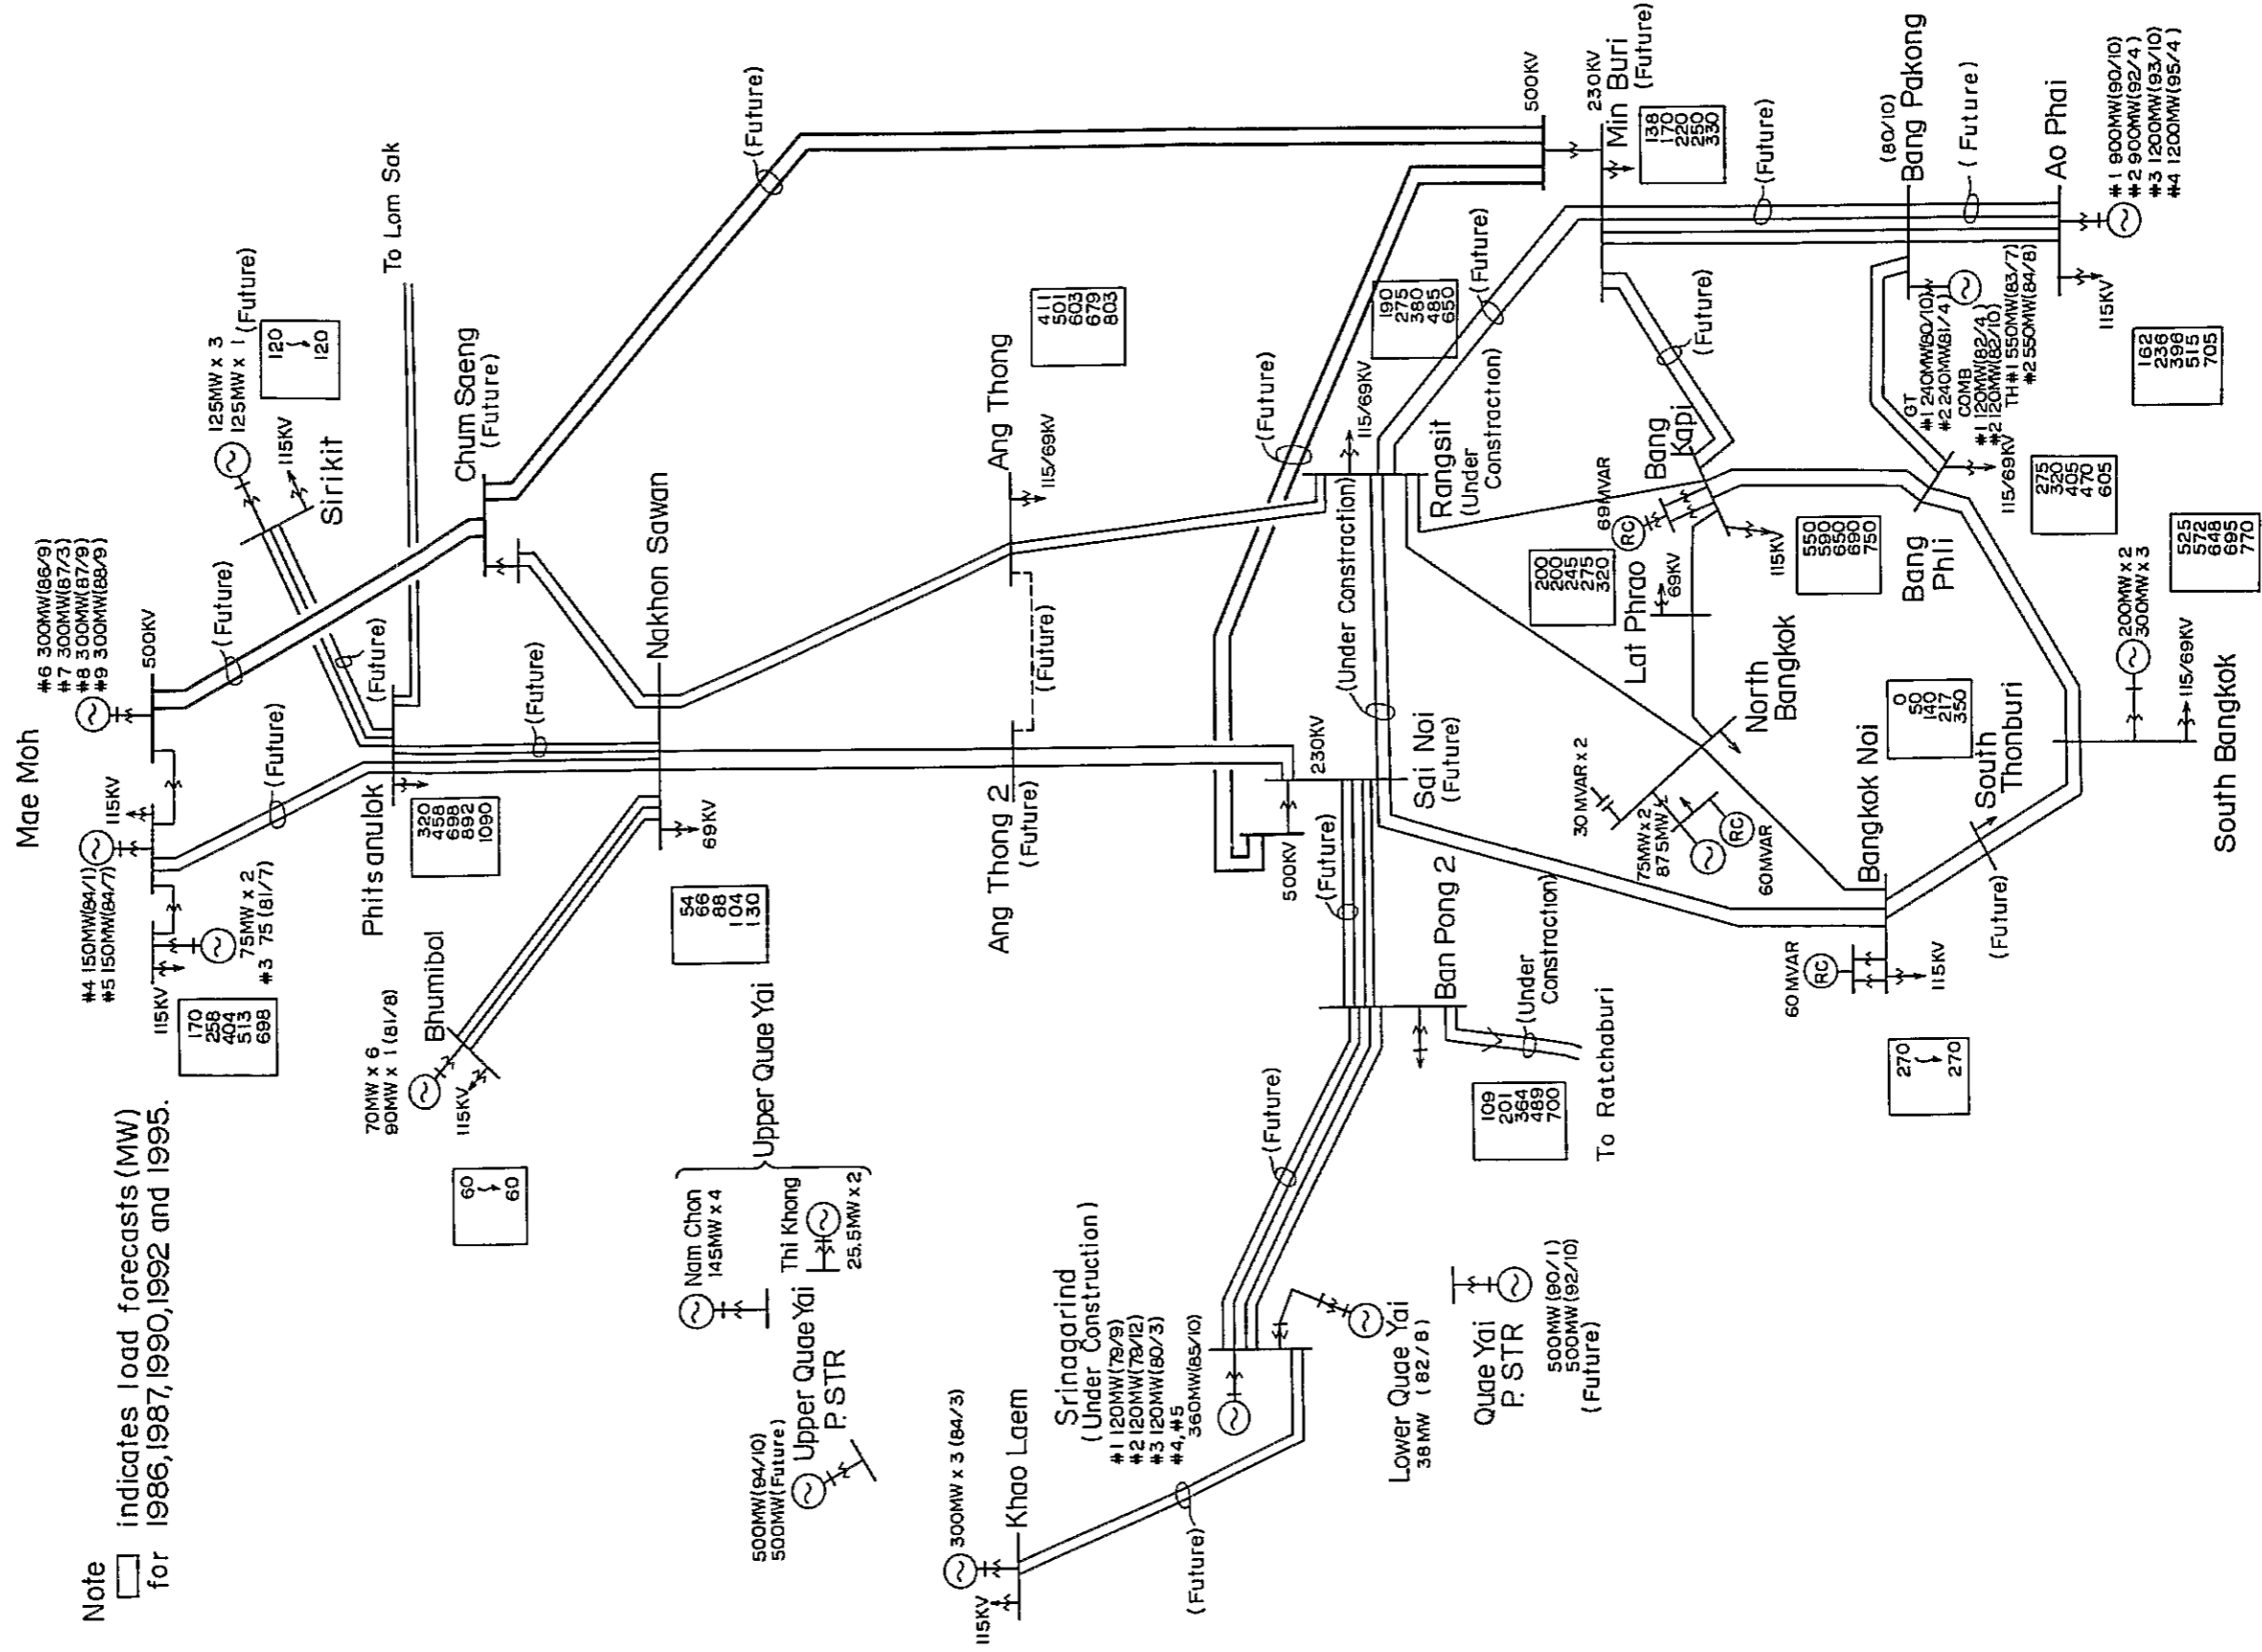 Note
indicates load forecasts (MW)
for 1986,1987,1990,1992 and 1995.
Mae Moh
#4 150MW(84/1)
#5 150MW(84/7)
115KV
#6 300MW(86/9)
#7 300MW(87/3)
#8 300MW(87/9)
#9 300MW(88/9)
500KV
115KV
75MW x 2
#3 75 (81/7)
170
258
404
513
698
(Future)
(Future)
125MW x 3
125MW x 1 (Future)
115KV
Sirikit
120
120
To Lom Sak
(Future)
(Future)
Phitsanulok
320
458
698
892
1090
Chum Saeng
(Future)
(Future)
(Future)
70MW x 6
90MW x 1 (81/8)
Bhumibol
115KV
60
60
Nakhon Sawan
69KV
54
66
88
104
130
Nam Chon
145MW x 4
Thi Khong
25.5MW x 2
Upper Quae Yai
500MW(94/10)
500MW(Future)
Upper Quae Yai
P.STR
Ang Thong
115/69KV
411
501
603
679
803
(Future)
Ang Thong 2
(Future)
300MW x 3 (84/3)
Khao Laem
115KV
(Future)
Srinagarind
(Under Construction)
#1 120MW(79/9)
#2 120MW(79/12)
#3 120MW(80/3)
#4, #5
360MW(85/10)
(Future)
Lower Quae Yai
38MW (82/8)
Quae Yai
P.STR
500MW(90/1)
500MW(92/10)
(Future)
500KV
230KV
Sai Noi
(Future)
(Future)
(Under Construction)
Ban Pong 2
(Under
Constraction)
To Ratchaburi
109
201
364
489
700
(Future)
115/69KV
Rangsit
(Under
Constraction)
190
275
380
485
650
(Future)
500KV
230KV
Min Buri
(Future)
138
170
220
250
330
(Future)
(Future)
69MVAR
RC
Bang
Kapi
115KV
550
590
650
690
750
Lat Phrao
69KV
200
200
245
275
320
North
Bangkok
30MVAR x 2
75MW x 2
87.5MW
RC
60MVAR
Bangkok Noi
60MVAR
RC
115KV
270
270
South
Thonburi
(Future)
0
50
140
217
350
Bang
Phli
115/69KV
275
320
405
470
605
200MW x 2
300MW x 3
115/69KV
South Bangkok
525
572
648
695
770
(80/10)
Bang Pakong
GT
#1 240MW(80/10)
#2 240MW(81/4)
COMB
#1 120MW(82/4)
#2 120MW(82/10)
TH#1 550MW(83/7)
#2 550MW(84/8)
(Future)
Ao Phai
115KV
#1 900MW(90/10)
#2 900MW(92/4)
#3 1200MW(93/10)
#4 1200MW(95/4)
162
236
396
515
705